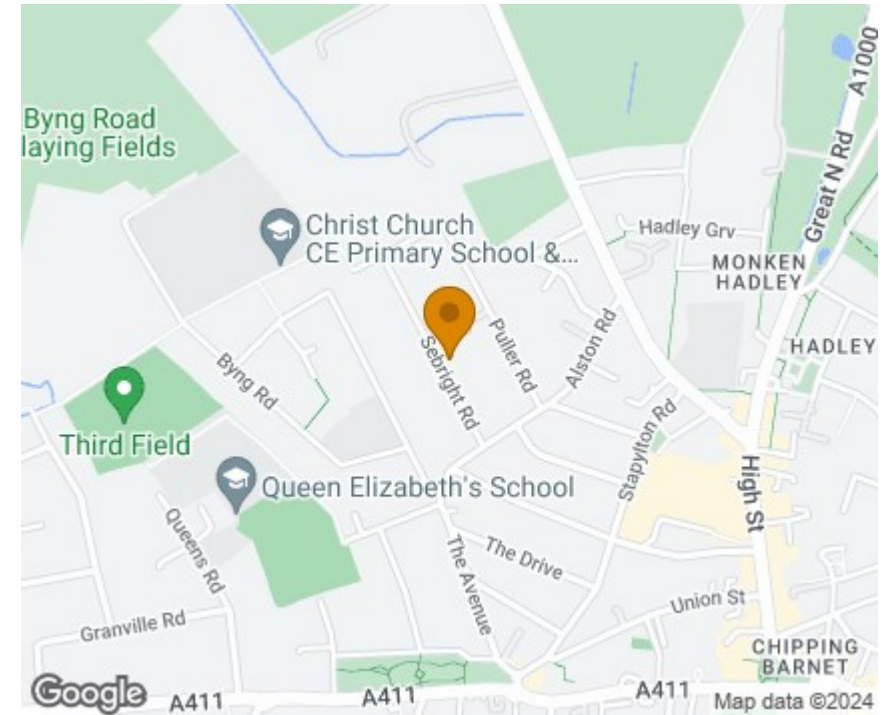 A1000
Great N Rd
Byng Road
laying Fields
Christ Church
CE Primary School &...
Hadley Grv
MONKEN
HADLEY
HADLEY
Puller Rd
Sebright Rd
Alston Rd
Byng Rd
Third Field
Stapylton Rd
High St
Queen Elizabeth's School
Queens Rd
The Avenue
The Drive
Union St
Granville Rd
CHIPPING
BARNET
Google
A411
A411
A411
Map data ©2024